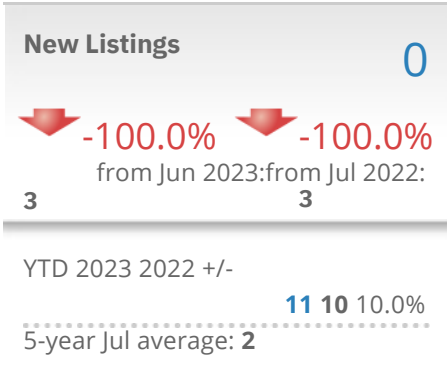 New Listings
0
-100.0% -100.0%
from Jun 2023:from Jul 2022:
3 3
YTD 2023 2022 +/-
11 10 10.0%
5-year Jul average: 2